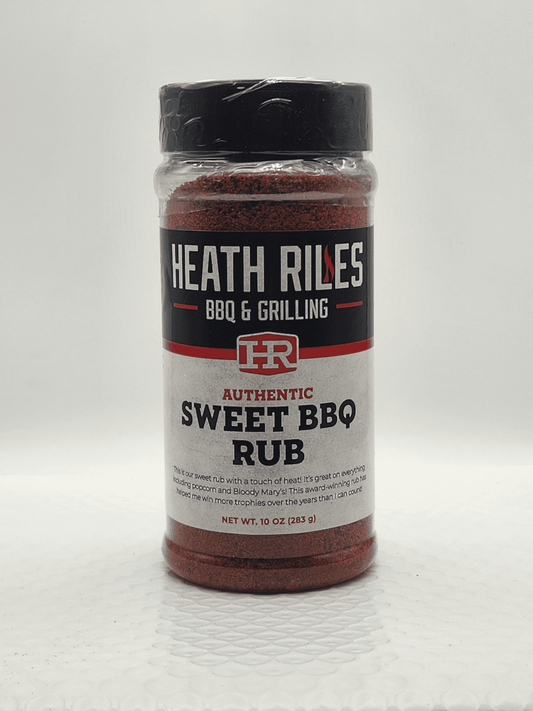 HEATH RILES
BBQ & GRILLING
HR
AUTHENTIC
SWEET BBQ
RUB
This it our sweet rub with a touch of heat! It's great on everything
including popcorn and Bloody Mary's! This award-winning rub has
helped me win more trophies over the years than I can count!
NET WT. 10 OZ (283 g)